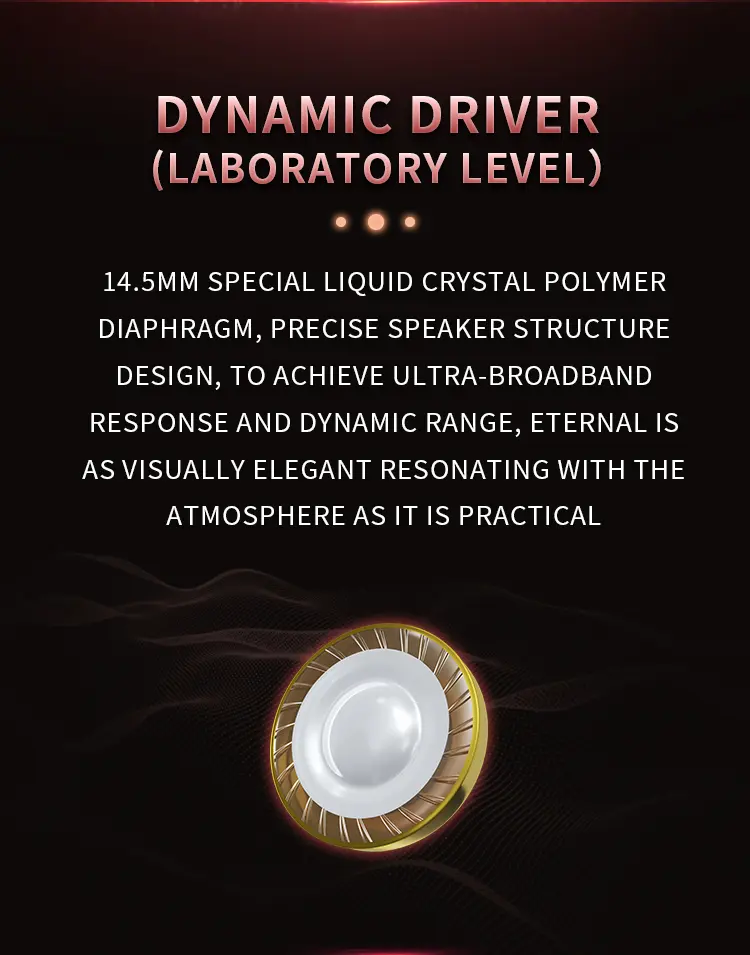 DYNAMIC DRIVER
(LABORATORY LEVEL）
14.5MM SPECIAL LIQUID CRYSTAL POLYMER
DIAPHRAGM, PRECISE SPEAKER STRUCTURE
DESIGN, TO ACHIEVE ULTRA-BROADBAND
RESPONSE AND DYNAMIC RANGE, ETERNAL IS
AS VISUALLY ELEGANT RESONATING WITH THE
ATMOSPHERE AS IT IS PRACTICAL